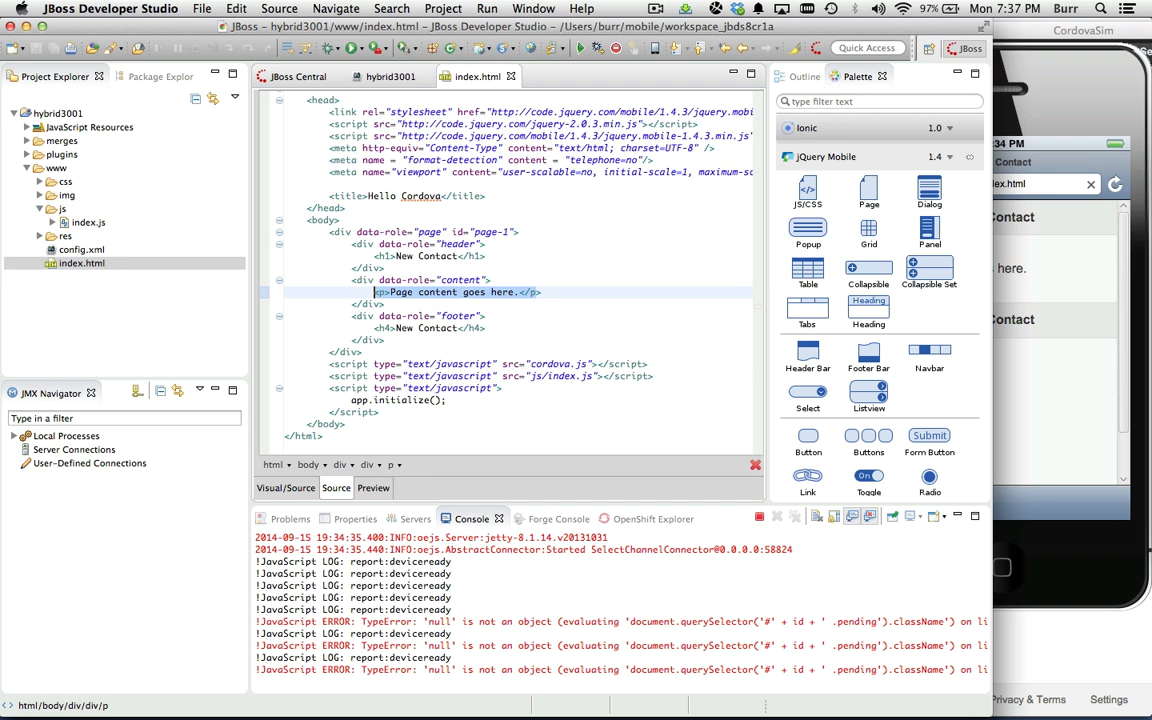 JBoss Developer Studio File Edit Source Navigate Search Project Run Window Help 97% Mon 7:37 PM Burr
JBoss - hybrid3001/www/index.html - JBoss Developer Studio - /Users/burr/mobile/workspace_jbds8cr1a
CordovaSim
Quick Access JBoss
Project Explorer Package Explor
JBoss Central hybrid3001 index.html
Outline Palette
hybrid3001
JavaScript Resources
merges
plugins
www
css
img
js
index.js
res
config.xml
index.html
<head>
<link rel="stylesheet" href="http://code.jquery.com/mobile/1.4.3/jquery.mobi
<script src="http://code.jquery.com/jquery-2.0.3.min.js"></script>
<script src="http://code.jquery.com/mobile/1.4.3/jquery.mobile-1.4.3.min.js"
<meta http-equiv="Content-Type" content="text/html; charset=UTF-8" />
<meta name = "format-detection" content = "telephone=no"/>
<meta name="viewport" content="user-scalable=no, initial-scale=1, maximum-sc
<title>Hello Cordova</title>
</head>
<body>
<div data-role="page" id="page-1">
<div data-role="header">
<h1>New Contact</h1>
</div>
<div data-role="content">
<p>Page content goes here.</p>
</div>
<div data-role="footer">
<h4>New Contact</h4>
</div>
</div>
<script type="text/javascript" src="cordova.js"></script>
<script type="text/javascript" src="js/index.js"></script>
<script type="text/javascript">
app.initialize();
</script>
</body>
</html>
html body div div p
Visual/Source Source Preview
type filter text
Ionic 1.0
jQuery Mobile 1.4
JS/CSS Page Dialog
Popup Grid Panel
Table Collapsible Collapsible Set
Heading
Tabs Heading
Header Bar Footer Bar Navbar
Select Listview
Submit
Button Buttons Form Button
On
Link Toggle Radio
:34 PM
Contact
ex.html
Contact
here.
Contact
JMX Navigator
Type in a filter
Local Processes
Server Connections
User-Defined Connections
Problems Properties Servers Console Forge Console OpenShift Explorer
2014-09-15 19:34:35.400:INFO:oejs.Server:jetty-8.1.14.v20131031
2014-09-15 19:34:35.440:INFO:oejs.AbstractConnector:Started SelectChannelConnector@0.0.0.0:58824
!JavaScript LOG: report:deviceready
!JavaScript LOG: report:deviceready
!JavaScript LOG: report:deviceready
!JavaScript LOG: report:deviceready
!JavaScript LOG: report:deviceready
!JavaScript ERROR: TypeError: 'null' is not an object (evaluating 'document.querySelector('#' + id + ' .pending').className') on li
!JavaScript LOG: report:deviceready
!JavaScript ERROR: TypeError: 'null' is not an object (evaluating 'document.querySelector('#' + id + ' .pending').className') on li
!JavaScript LOG: report:deviceready
!JavaScript ERROR: TypeError: 'null' is not an object (evaluating 'document.querySelector('#' + id + ' .pending').className') on li
rivacy & Terms Settings
html/body/div/div/p